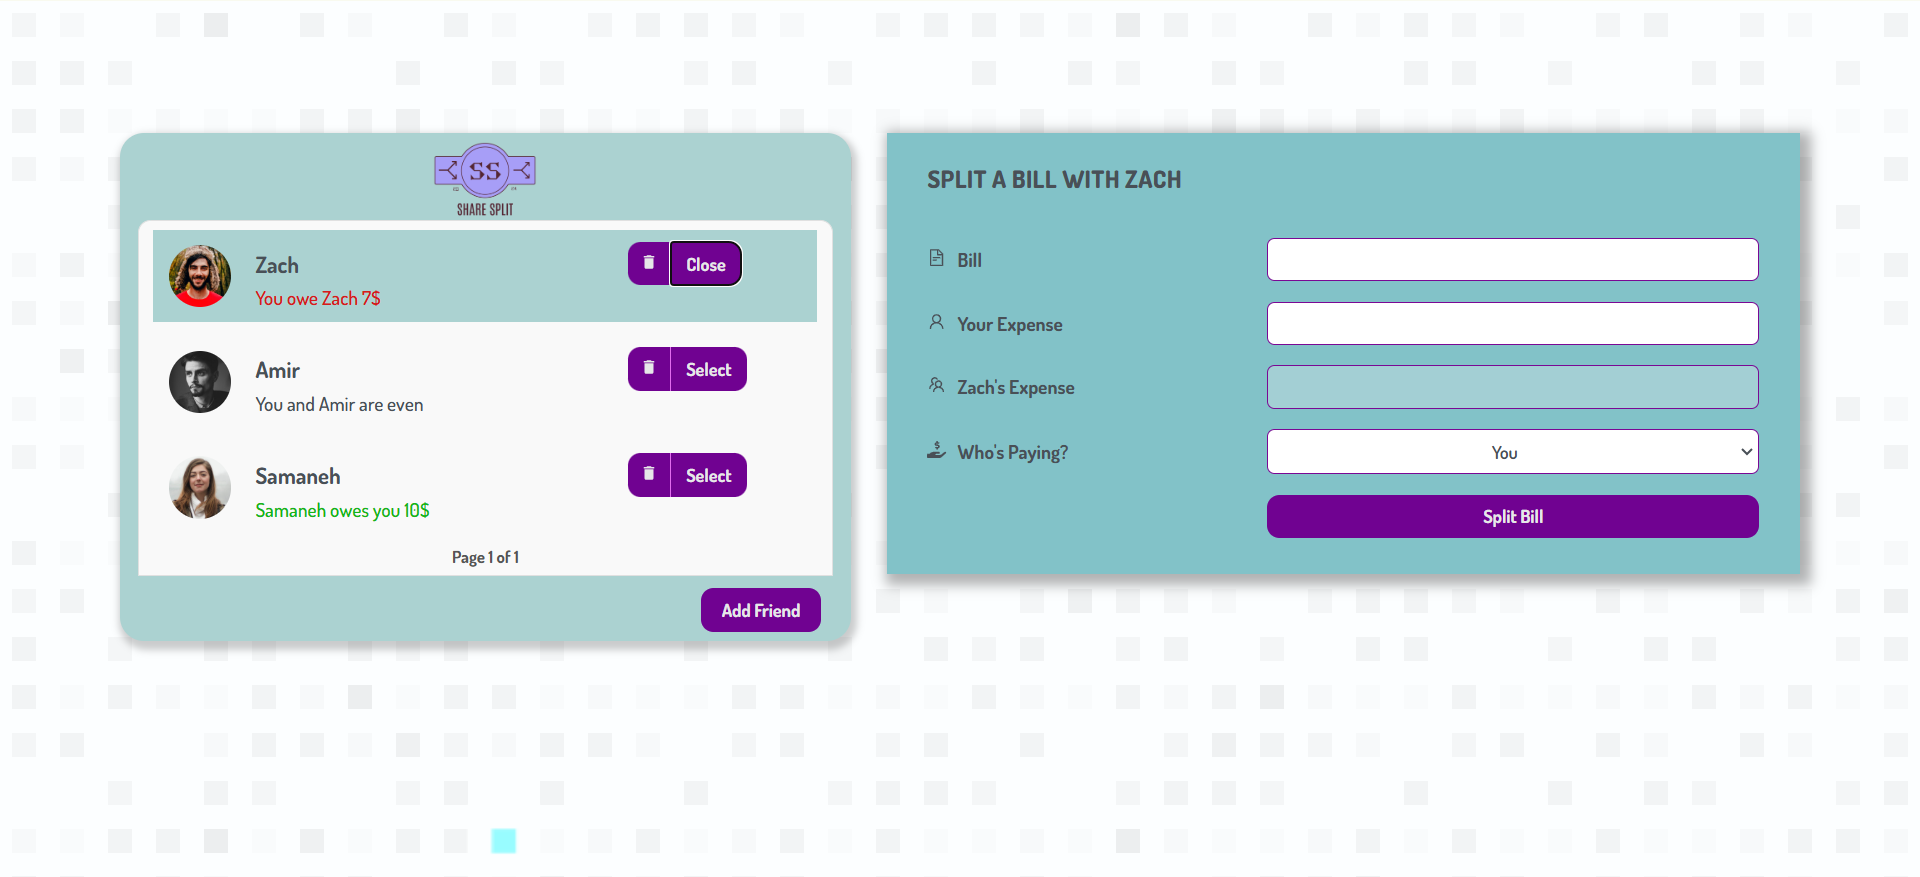 SS
SHARE SPLIT
Zach
You owe Zach 7$
Close
Amir
You and Amir are even
Select
Samaneh
Samaneh owes you 10$
Select
Page 1 of 1
Add Friend
SPLIT A BILL WITH ZACH
Bill
Your Expense
Zach's Expense
Who's Paying?
You
Split Bill